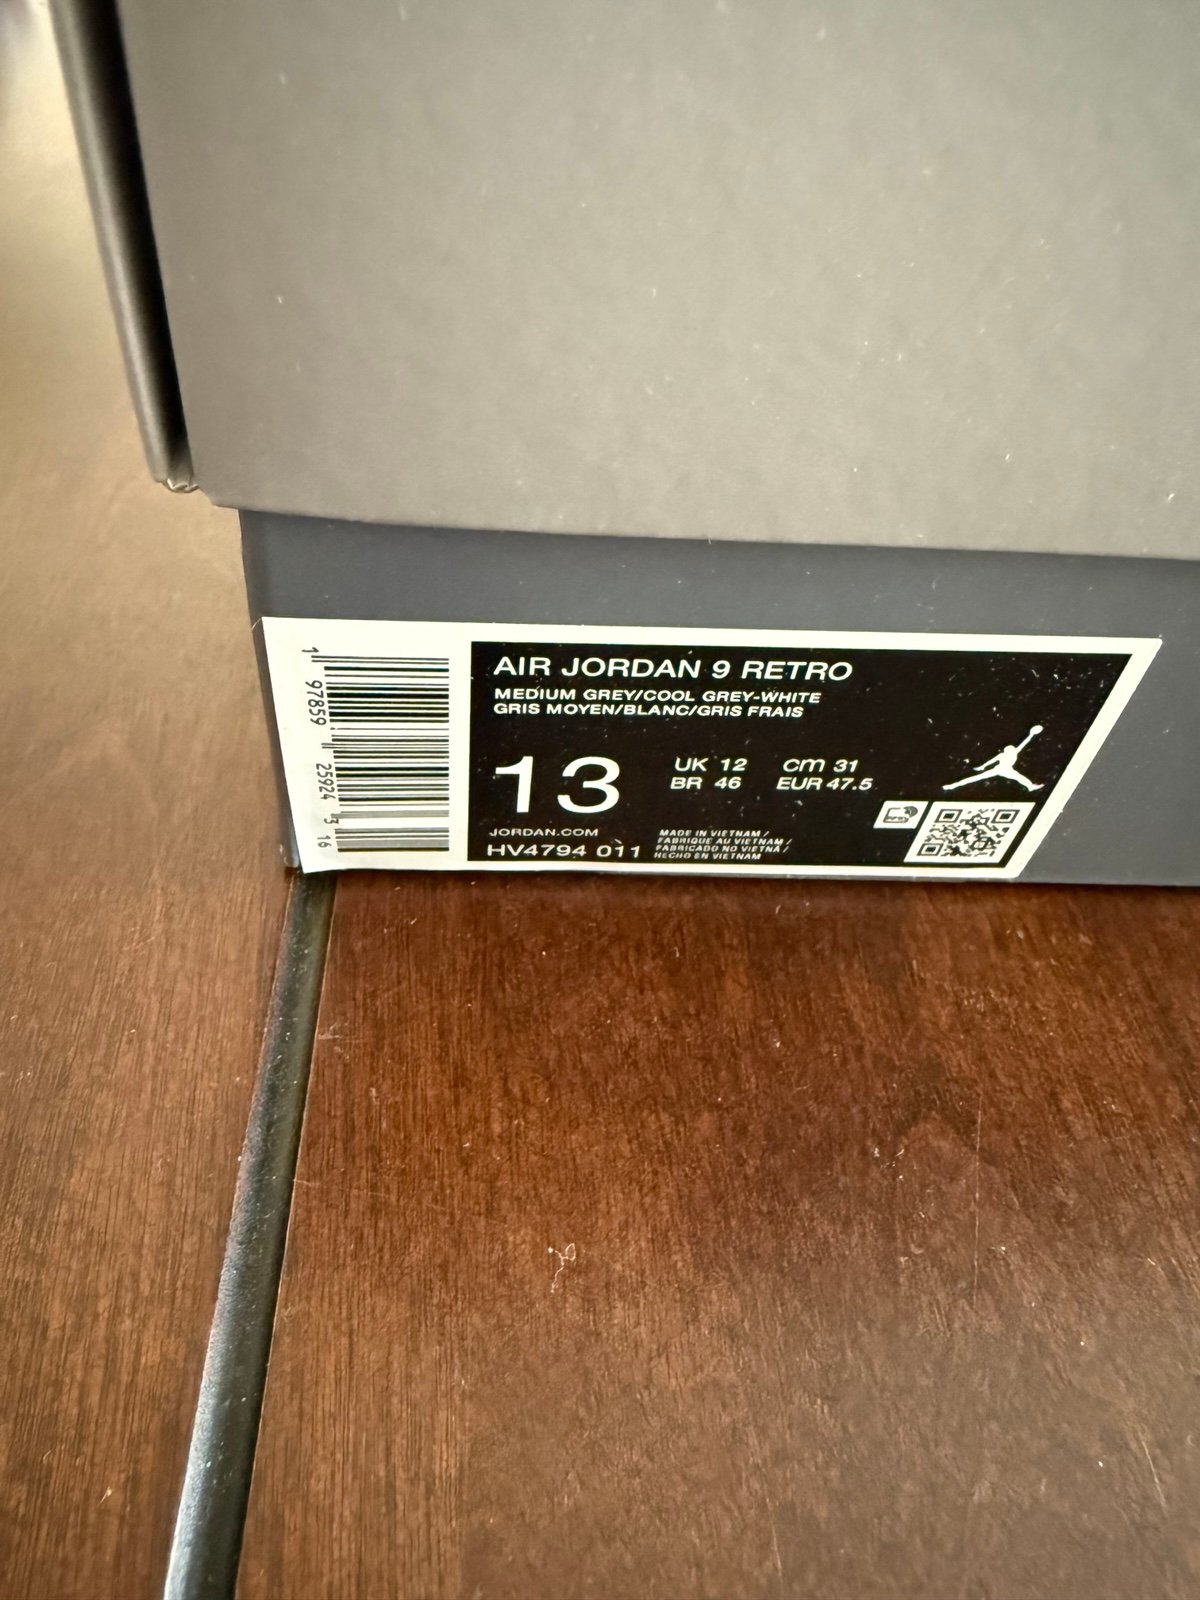 1 97859 25924 3 16
AIR JORDAN 9 RETRO
MEDIUM GREY/COOL GREY-WHITE
GRIS MOYEN/BLANC/GRIS FRAIS
13
UK 12 CM 31
BR 46 EUR 47.5
JORDAN.COM
HV4794 011
MADE IN VIETNAM /
FABRIQUE AU VIETNAM /
FABRICADO NO VIETNÃ /
HECHO EN VIETNAM